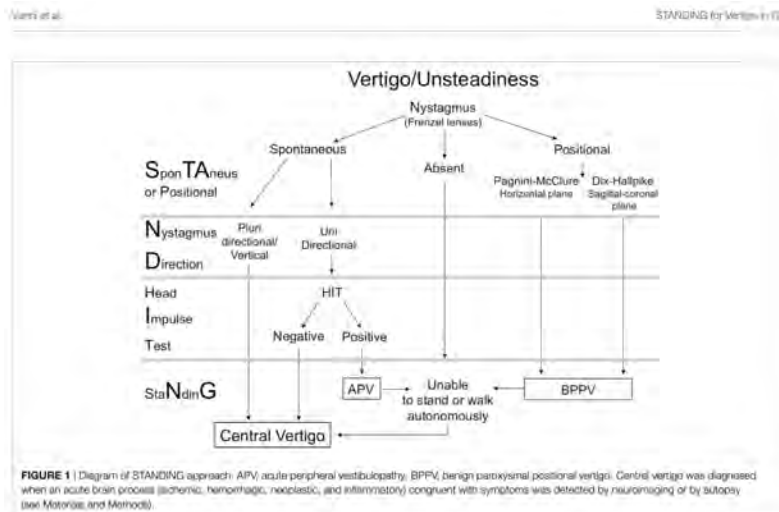 Vanni et al.
STANDING for Vertigo in
Vertigo/Unsteadiness
Nystagmus
(Frenzel lenses)
Spontaneous
Absent
Positional
SponTAneus
or Positional
Pagnini-McClure
Horizontal plane
Dix-Hallpike
Sagittal-coronal
plane
Nystagmus
Direction
Pluri
directional/
Vertical
Uni
Directional
Head
Impulse
Test
HIT
Negative
Positive
StaNdinG
APV
Unable
to stand or walk
autonomously
BPPV
Central Vertigo
FIGURE 1 | Diagram of STANDING approach. APV, acute peripheral vestibulopathy; BPPV, benign paroxysmal positional vertigo. Central vertigo was diagnosed
when an acute brain process (ischemic, hemorrhagic, neoplastic, and inflammatory) congruent with symptoms was detected by neuroimaging or by autopsy
(see Materials and Methods).